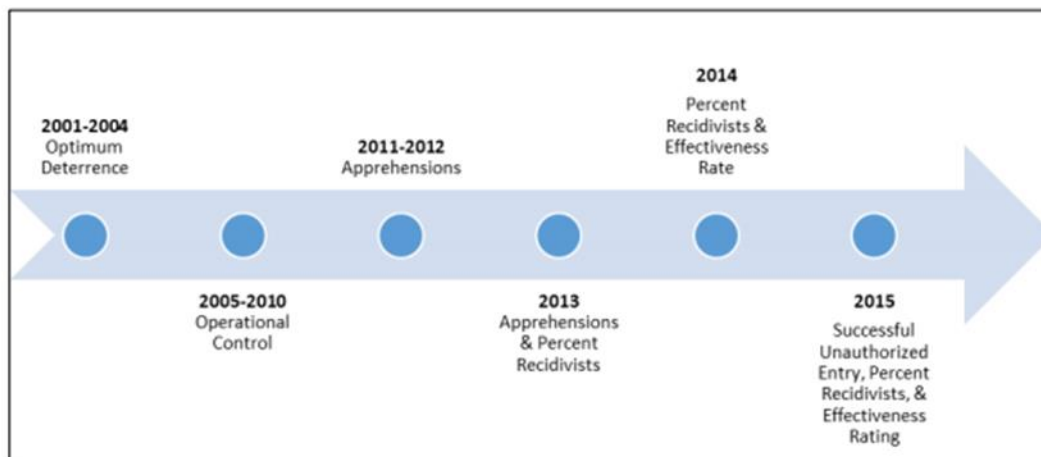 2001-2004
Optimum
Deterrence
2005-2010
Operational
Control
2011-2012
Apprehensions
2013
Apprehensions
& Percent
Recidivists
2014
Percent
Recidivists &
Effectiveness
Rate
2015
Successful
Unauthorized
Entry, Percent
Recidivists, &
Effectiveness
Rating